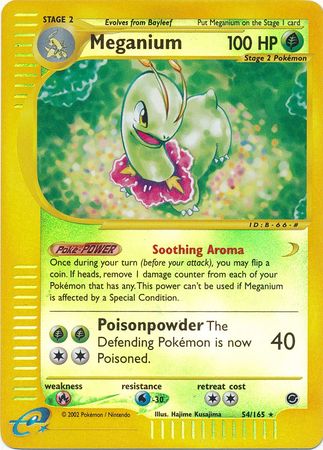 STAGE 2
Evolves from Bayleef
Put Meganium on the Stage 1 card
Meganium 100 HP
Stage 2 Pokémon
ID:B-66-#
Poké-POWER Soothing Aroma
Once during your turn (before your attack), you may flip a
coin. If heads, remove 1 damage counter from each of your
Pokémon that has any. This power can't be used if Meganium
is affected by a Special Condition.
Poisonpowder The
Defending Pokémon is now
Poisoned.
40
weakness resistance retreat cost
-30
e
© 2002 Pokémon / Nintendo Illus. Hajime Kusajima 54/165 ★